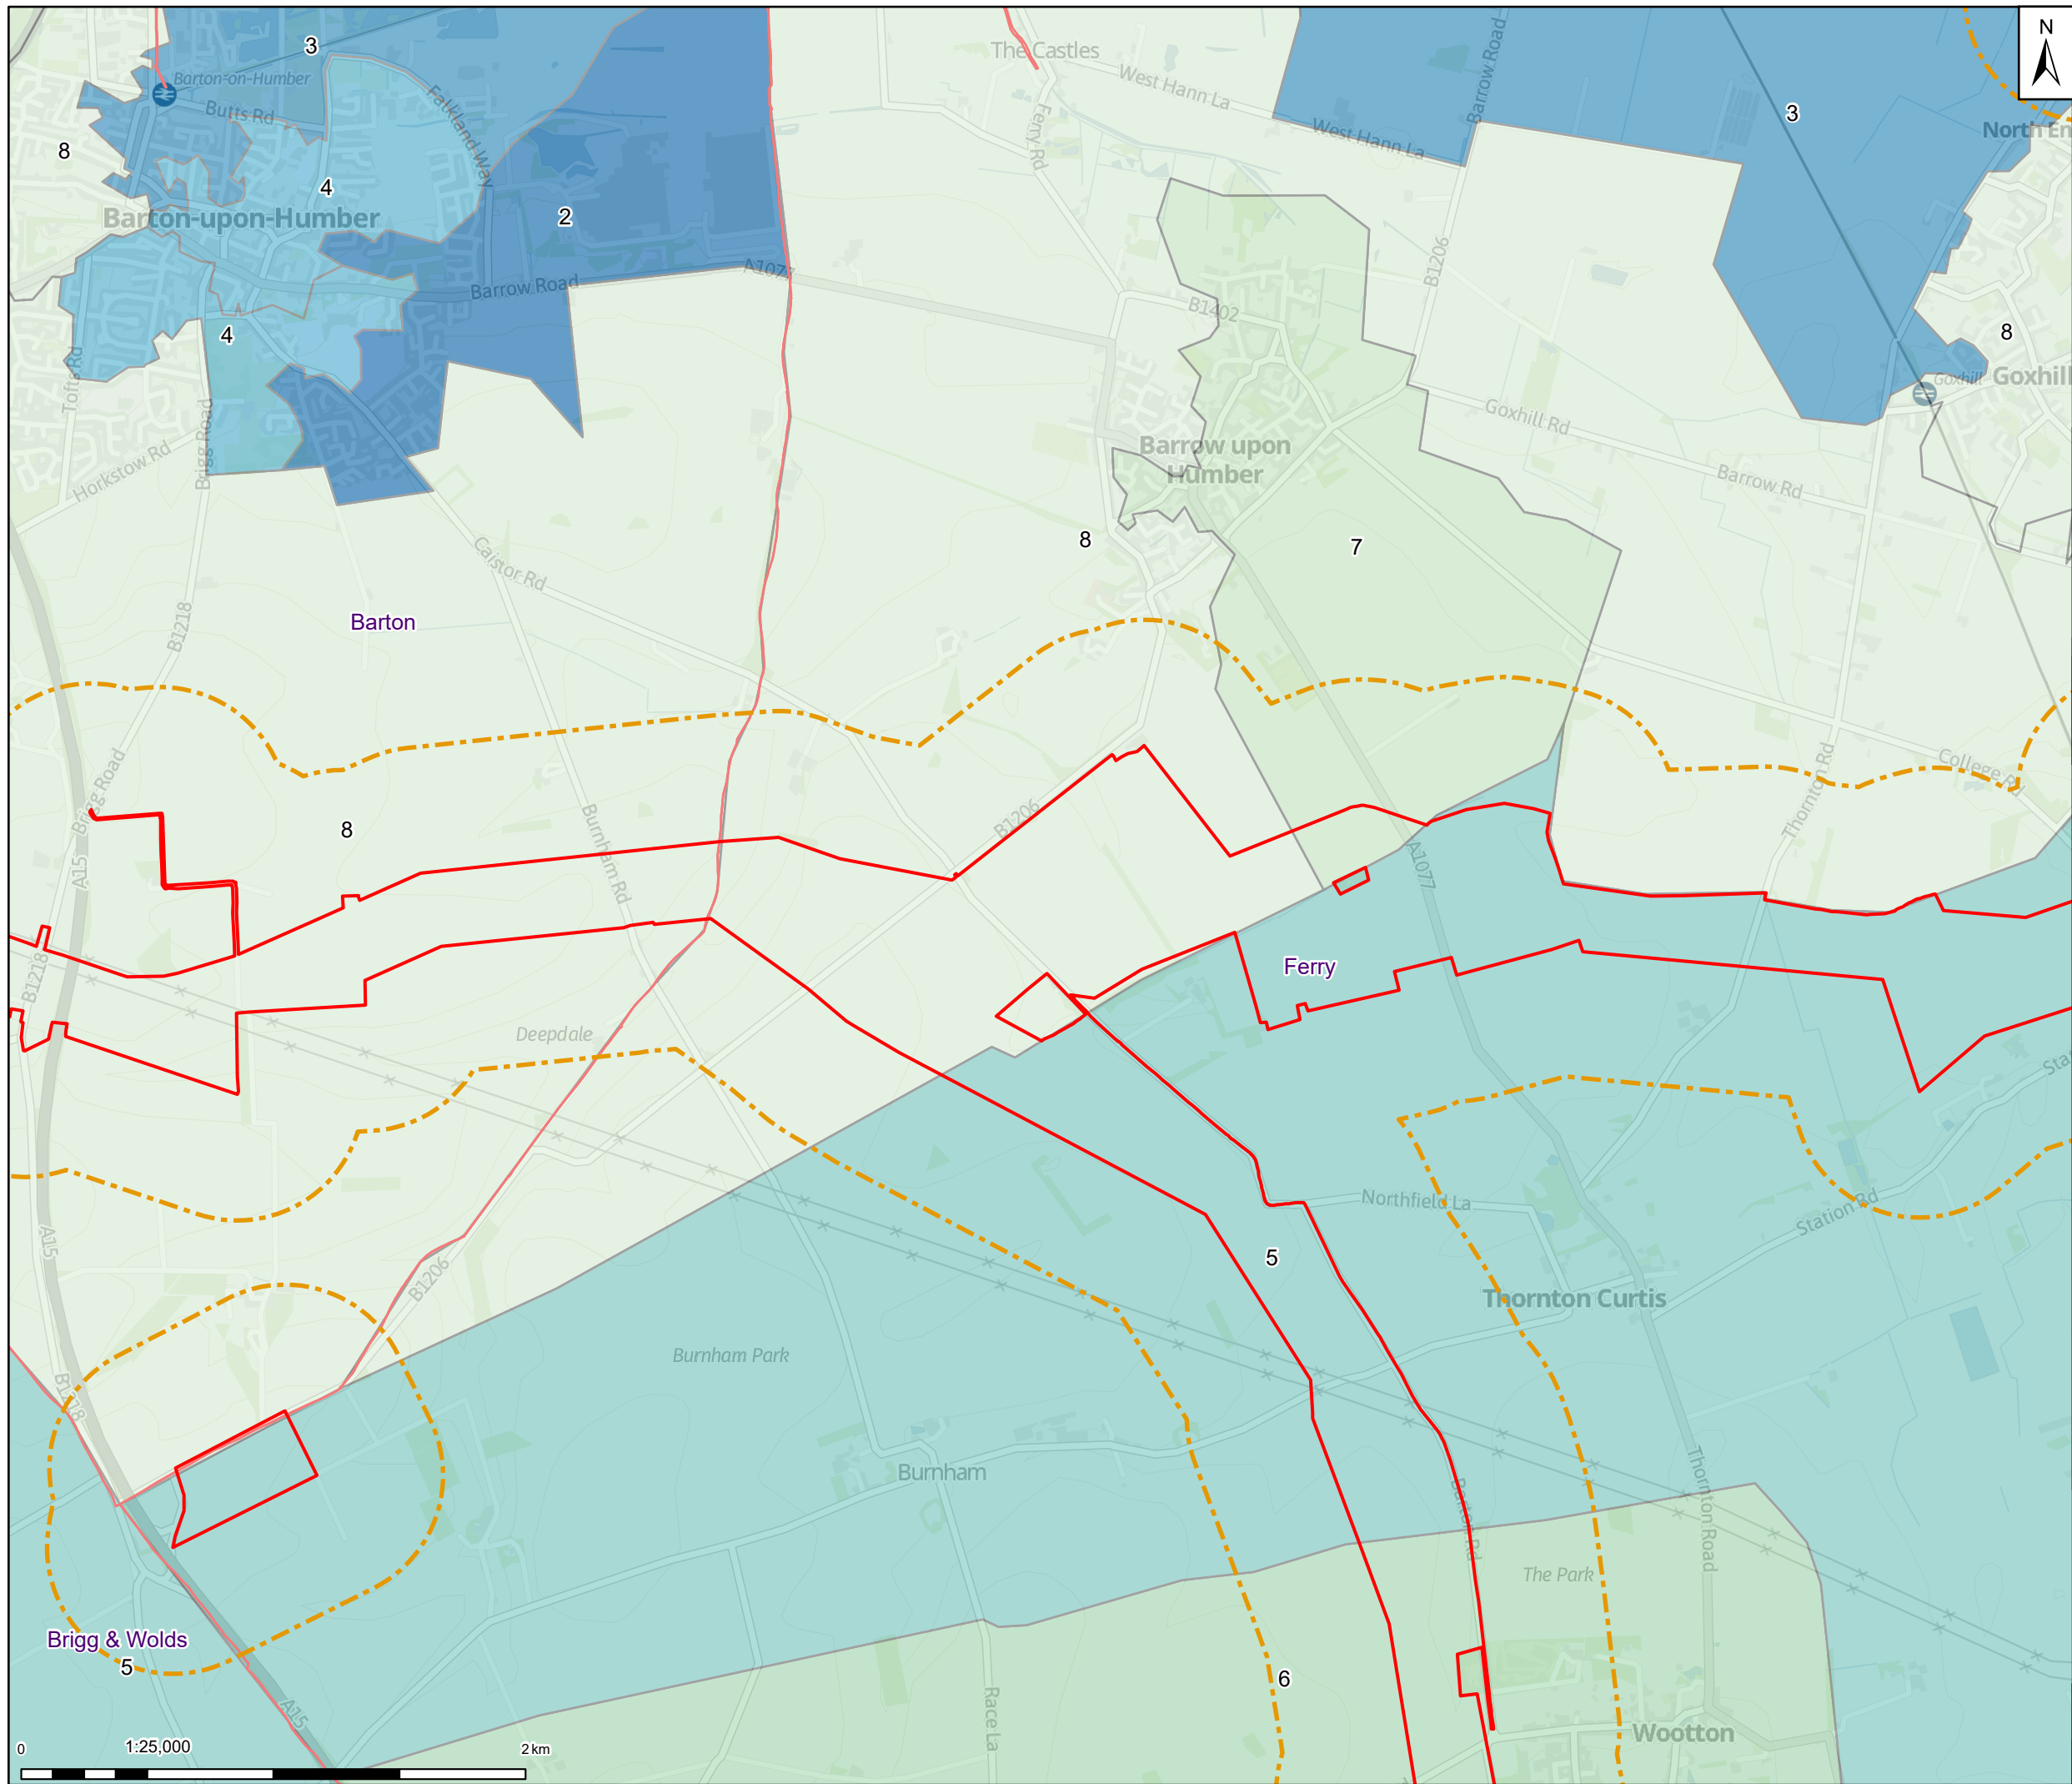 N
3
The Castles
Barrow Road
Barton-on-Humber
West Hann La
3
Butts Rd
Falkland Way
Ferry Rd
West Hann La
8
4
Barton-upon-Humber
2
B1206
A1077
Barrow Road
B1402
8
4
Tofts Rd
Goxhill
Goxhill
Brigg Road
Goxhill Rd
Barrow upon
Humber
Horkstow Rd
Barrow Rd
8
7
Caistor Rd
B1218
Barton
Brigg Road
Thornton Rd
College Rd
B1206
8
Burnham Rd
A15
A1077
B1218
Ferry
Deepdale
Northfield La
Station Rd
A15
5
B1206
Thornton Curtis
Burnham Park
B1218
Burnham
Thornton Road
Barton Rd
The Park
Brigg & Wolds
5
6
A15
Race La
Wootton
0
1:25,000
2 km